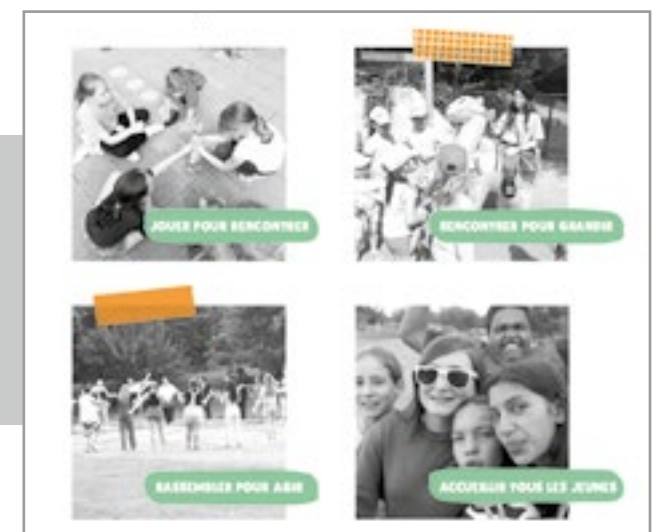 JOUER POUR RENCONTRER
RENCONTRER POUR GRANDIR
RASSEMBLER POUR AGIR
ACCUEILLIR TOUS LES JEUNES